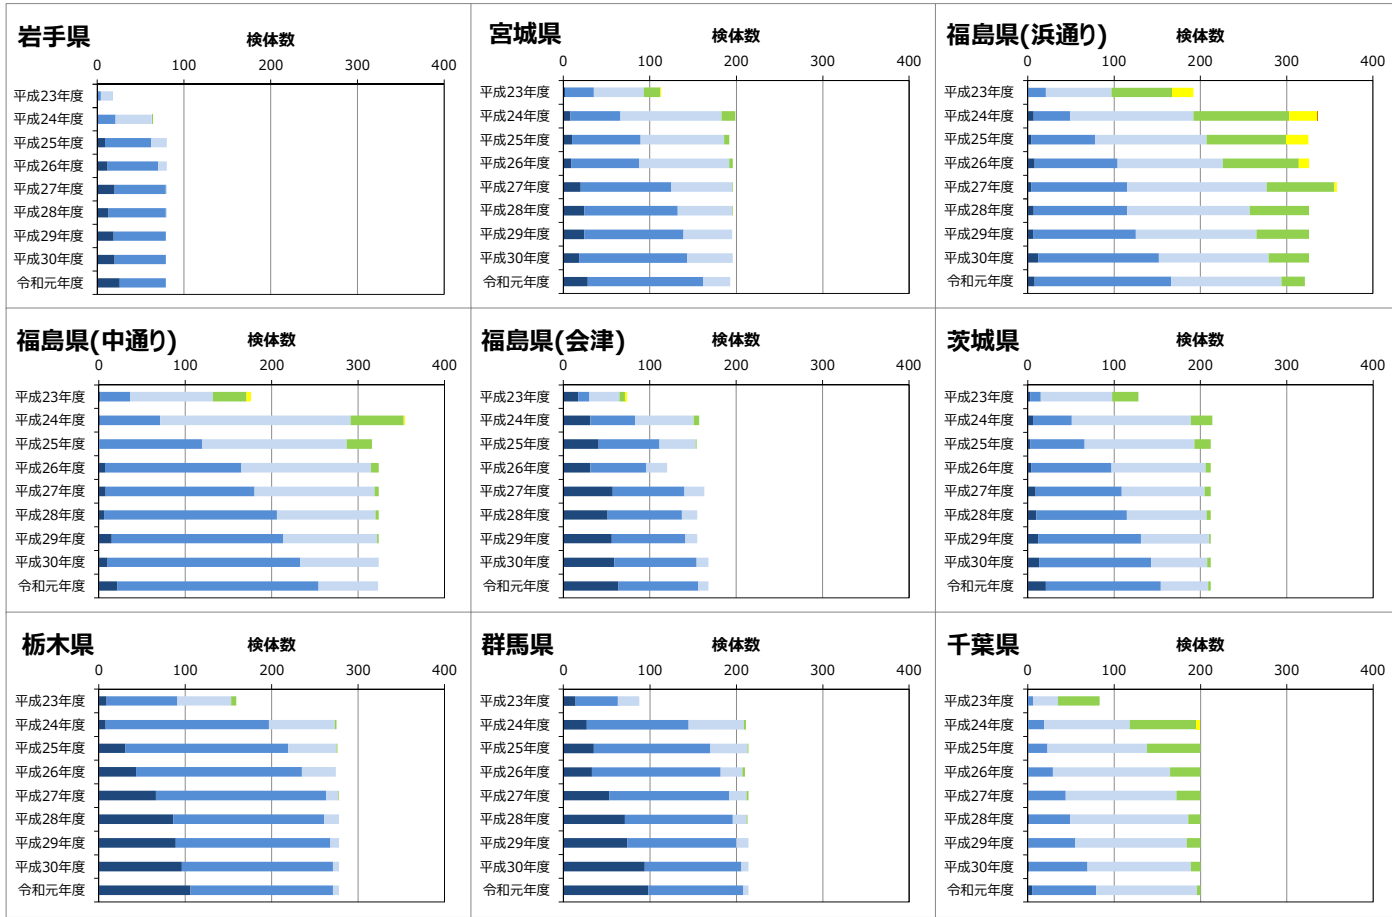 岩手県 検体数
0 100 200 300 400
平成23年度
平成24年度
平成25年度
平成26年度
平成27年度
平成28年度
平成29年度
平成30年度
令和元年度
宮城県 検体数
0 100 200 300 400
平成23年度
平成24年度
平成25年度
平成26年度
平成27年度
平成28年度
平成29年度
平成30年度
令和元年度
福島県(浜通り) 検体数
0 100 200 300 400
平成23年度
平成24年度
平成25年度
平成26年度
平成27年度
平成28年度
平成29年度
平成30年度
令和元年度
福島県(中通り) 検体数
0 100 200 300 400
平成23年度
平成24年度
平成25年度
平成26年度
平成27年度
平成28年度
平成29年度
平成30年度
令和元年度
福島県(会津) 検体数
0 100 200 300 400
平成23年度
平成24年度
平成25年度
平成26年度
平成27年度
平成28年度
平成29年度
平成30年度
令和元年度
茨城県 検体数
0 100 200 300 400
平成23年度
平成24年度
平成25年度
平成26年度
平成27年度
平成28年度
平成29年度
平成30年度
令和元年度
栃木県 検体数
0 100 200 300 400
平成23年度
平成24年度
平成25年度
平成26年度
平成27年度
平成28年度
平成29年度
平成30年度
令和元年度
群馬県 検体数
0 100 200 300 400
平成23年度
平成24年度
平成25年度
平成26年度
平成27年度
平成28年度
平成29年度
平成30年度
令和元年度
千葉県 検体数
0 100 200 300 400
平成23年度
平成24年度
平成25年度
平成26年度
平成27年度
平成28年度
平成29年度
平成30年度
令和元年度